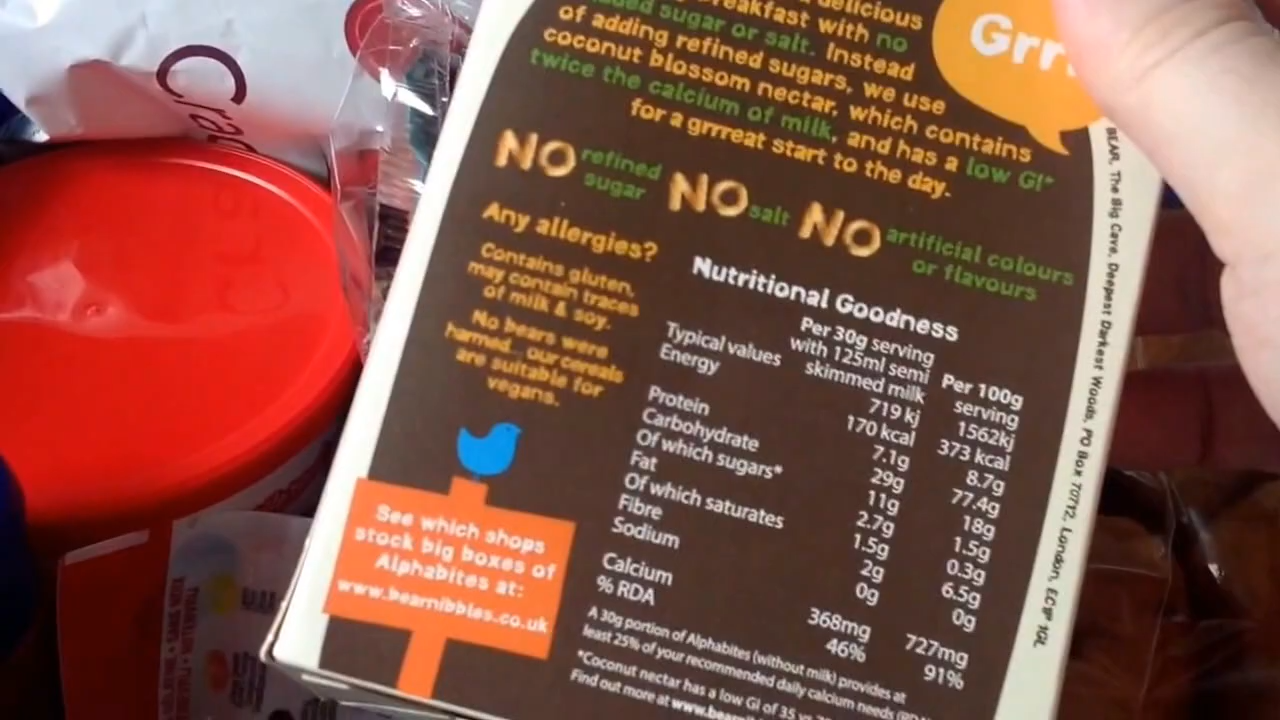 Crea
delicious
breakfast with no
added sugar or salt. Instead
of adding refined sugars, we use
coconut blossom nectar, which contains
twice the calcium of milk, and has a low GI*
for a grrreat start to the day.
Grrr
NO refined sugar NO salt NO artificial colours or flavours
Any allergies?
Contains gluten,
may contain traces
of milk & soy.
No bears were
harmed... our cereals
are suitable for
vegans.
See which shops
stock big boxes of
Alphabites at:
www.bearnibbles.co.uk
Nutritional Goodness
Typical values Per 30g serving with 125ml semi skimmed milk Per 100g serving
Energy 719 kj 1562kj
170 kcal 373 kcal
Protein 7.1g 8.7g
Carbohydrate 29g 77.4g
Of which sugars* 11g 18g
Fat 2.7g 1.5g
Of which saturates 1.5g 0.3g
Fibre 2g 6.5g
Sodium 0g 0g
Calcium 368mg 727mg
% RDA 46% 91%
A 30g portion of Alphabites (without milk) provides at
least 25% of your recommended daily calcium needs (RDA
*Coconut nectar has a low GI of 35 vs
Find out more at www.bear
BEAR, The Big Cave, Deepest Darkest Woods, PO Box 70712, London, EC1P 1GL